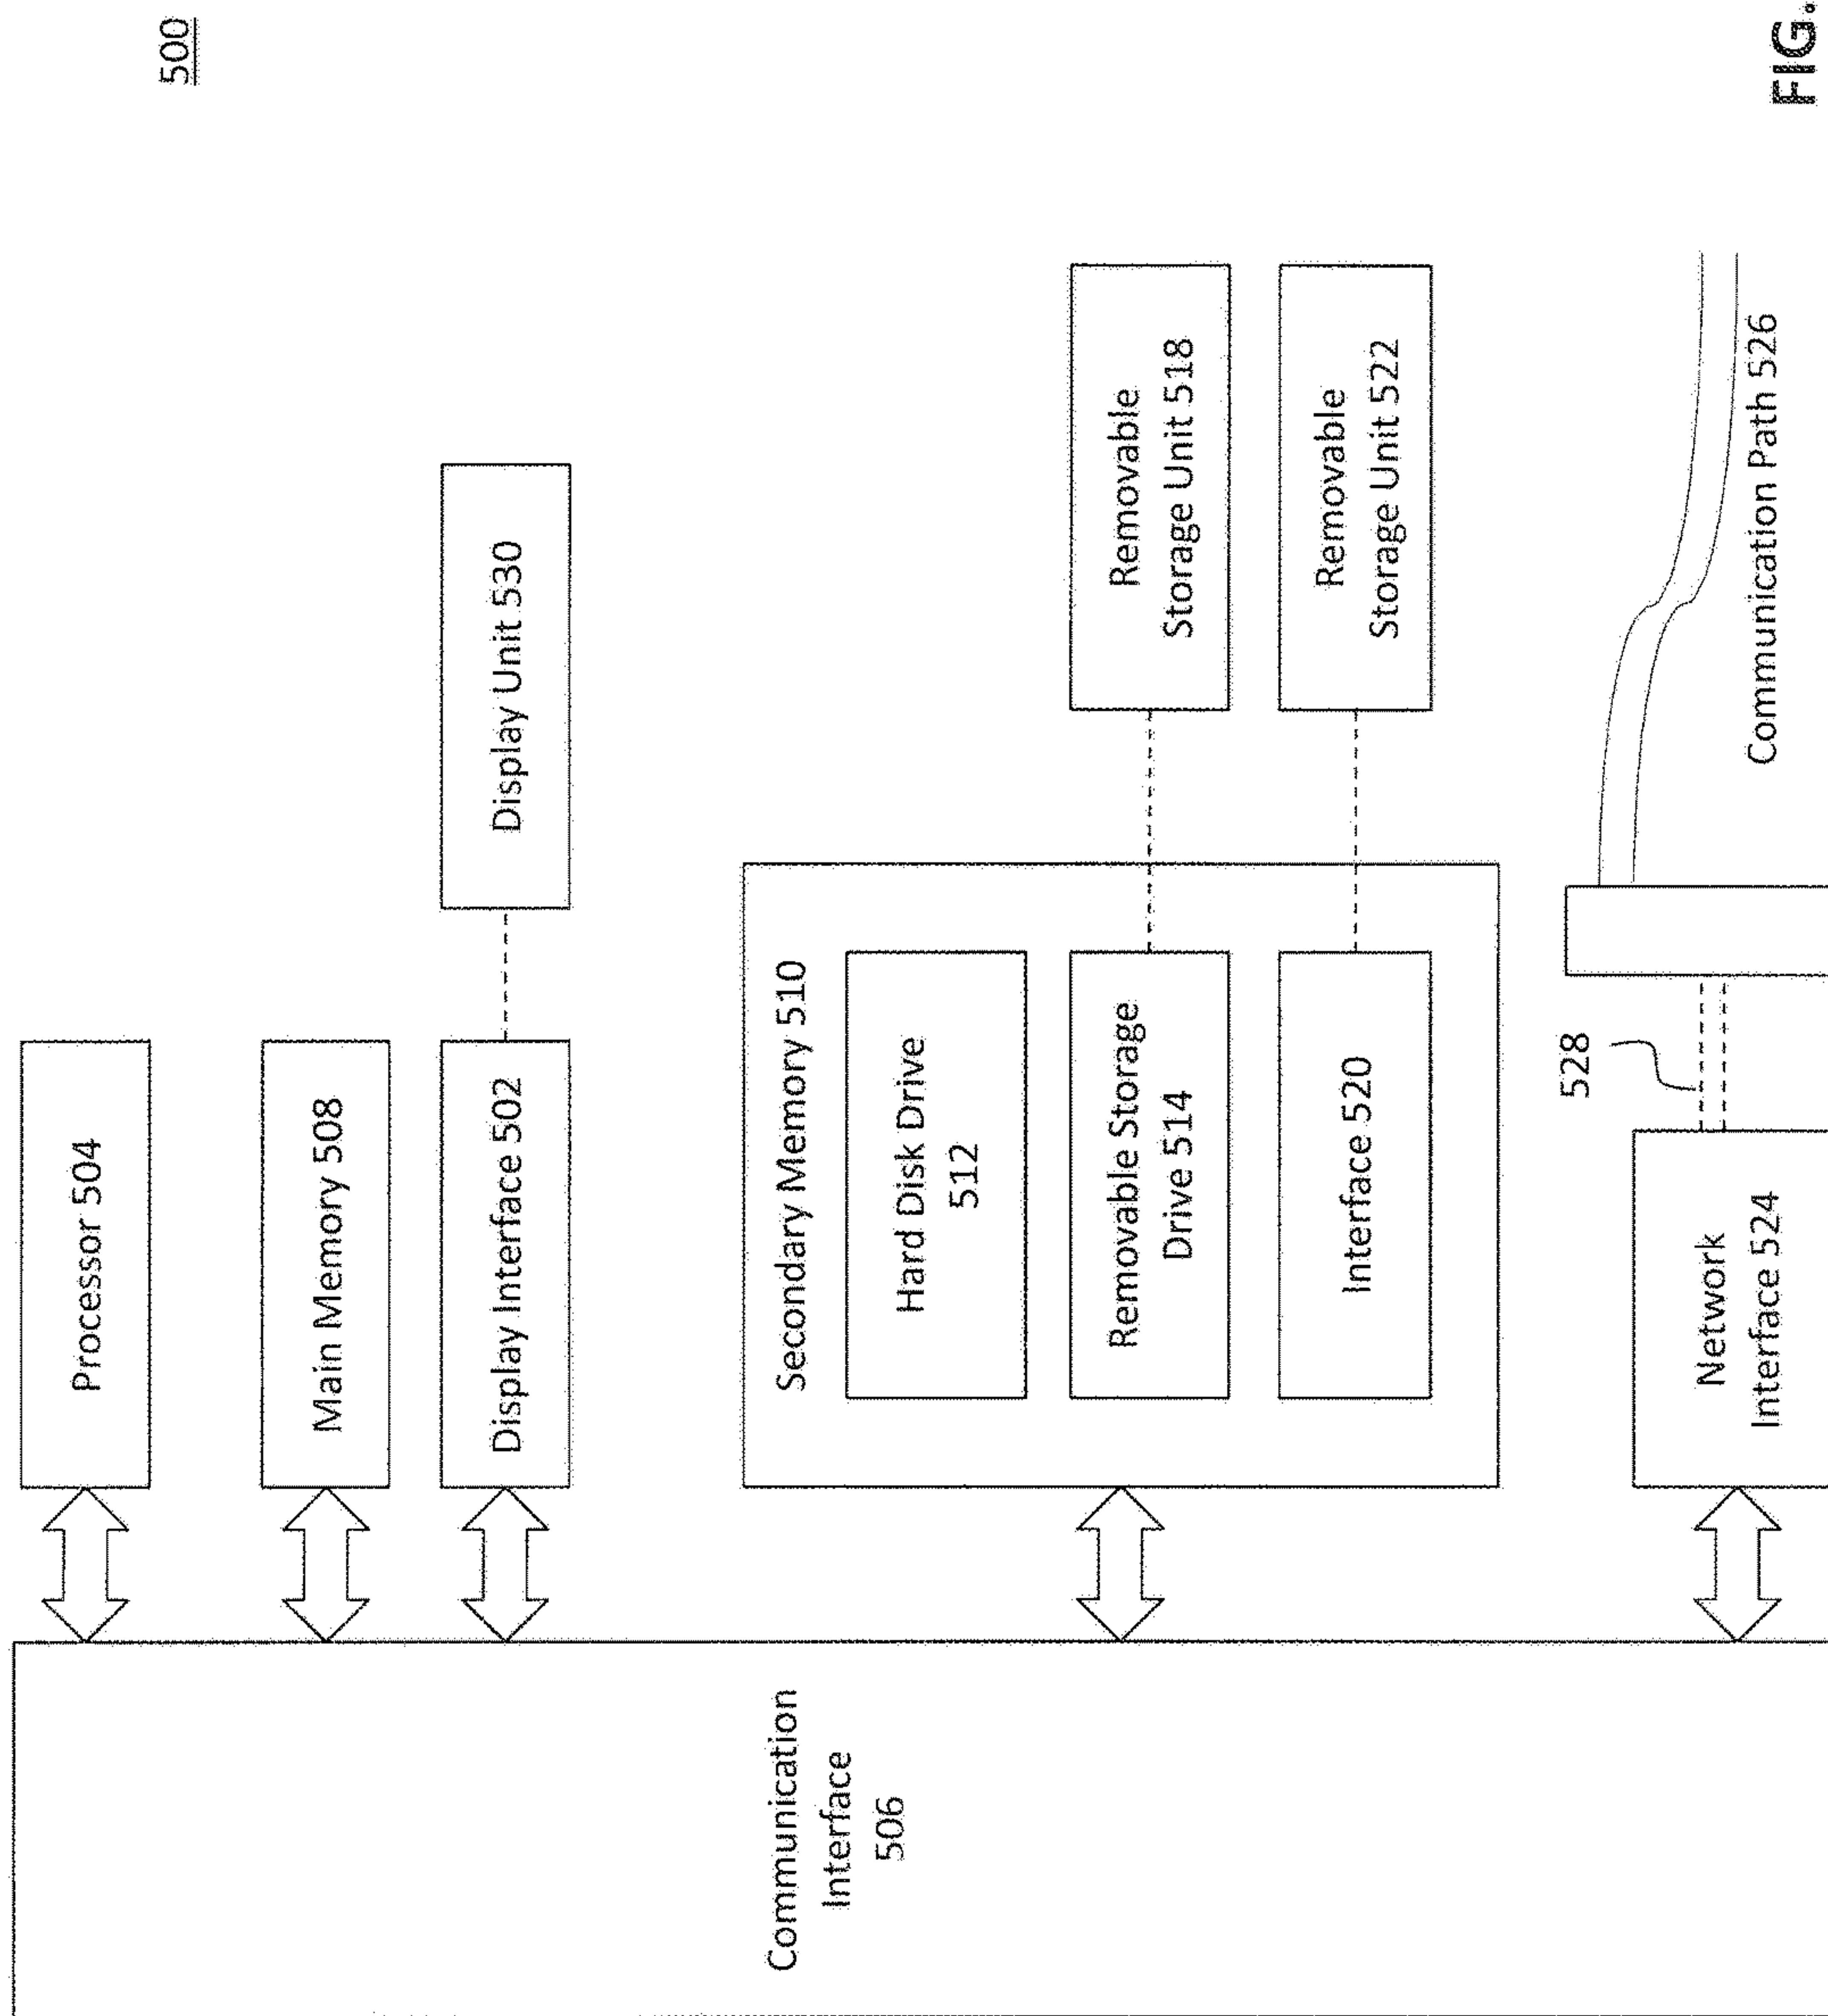 500
Processor 504
Main Memory 508
Display Interface 502
Display Unit 530
Communication
Interface
506
Secondary Memory 510
Hard Disk Drive
512
Removable Storage
Drive 514
Removable
Storage Unit 518
Interface 520
Removable
Storage Unit 522
528
Network
Interface 524
Communication Path 526
FIG.